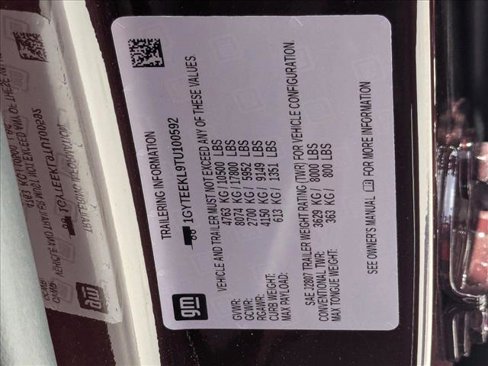 gm
TRAILERING INFORMATION
1GYTEEKL9TU100592
VEHICLE AND TRAILER MUST NOT EXCEED ANY OF THESE VALUES
GVWR: 4763 KG / 10500 LBS
GCWR: 8074 KG / 17800 LBS
RGAWR: 2700 KG / 5952 LBS
CURB WEIGHT: 4150 KG / 9149 LBS
MAX PAYLOAD: 613 KG / 1351 LBS
SAE J2807 TRAILER WEIGHT RATING (TWR) FOR VEHICLE CONFIGURATION.
CONVENTIONAL TWR: 3629 KG / 8000 LBS
MAX TONGUE WEIGHT: 363 KG / 800 LBS
SEE OWNER'S MANUAL FOR MORE INFORMATION